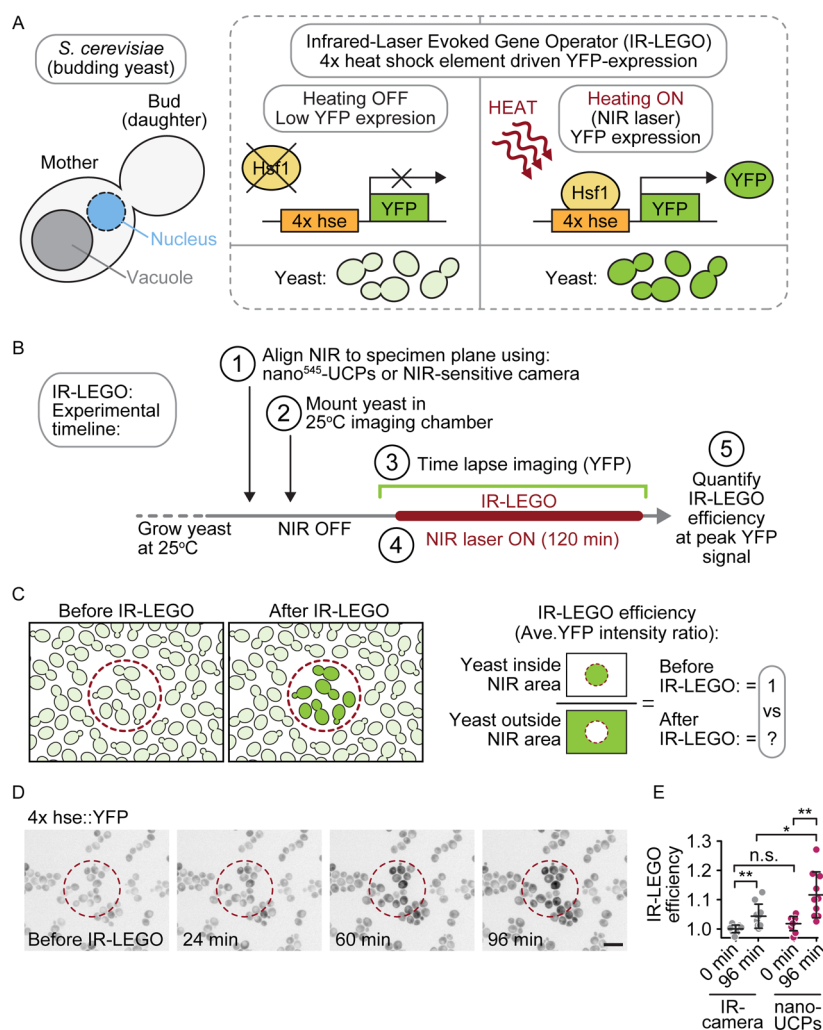 A
S. cerevisiae
(budding yeast)
Bud
(daughter)
Mother
Nucleus
Vacuole
Infrared-Laser Evoked Gene Operator (IR-LEGO)
4x heat shock element driven YFP-expression
Heating OFF
Low YFP expresion
Hsf1
4x hse
YFP
HEAT
Heating ON
(NIR laser)
YFP expression
Hsf1
4x hse
YFP
YFP
Yeast:
Yeast:
B
IR-LEGO:
Experimental
timeline:
1
Align NIR to specimen plane using:
nano545-UCPs or NIR-sensitive camera
2
Mount yeast in
25ºC imaging chamber
3
Time lapse imaging (YFP)
IR-LEGO
Grow yeast
at 25ºC
NIR OFF
4
NIR laser ON (120 min)
5
Quantify
IR-LEGO
efficiency
at peak YFP
signal
C
Before IR-LEGO
After IR-LEGO
IR-LEGO efficiency
(Ave.YFP intensity ratio):
Yeast inside
NIR area
Yeast outside
NIR area
=
Before
IR-LEGO: =
1
vs
After
IR-LEGO: =
?
D
4x hse::YFP
Before IR-LEGO
24 min
60 min
96 min
E
IR-LEGO
efficiency
1.3
1.2
1.1
1.0
**
*
n.s.
**
0 min
96 min
0 min
96 min
IR-
camera
nano-
UCPs